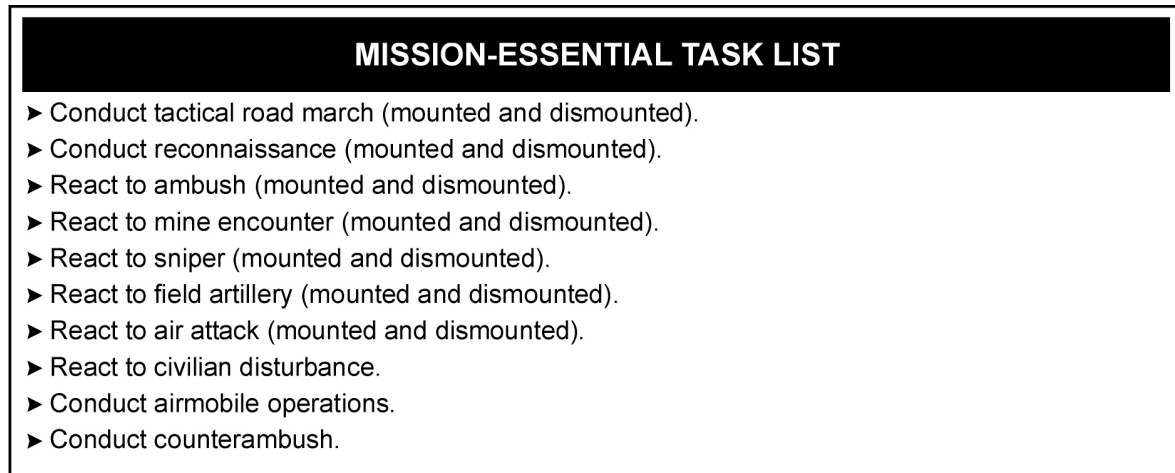 MISSION-ESSENTIAL TASK LIST
➤ Conduct tactical road march (mounted and dismounted).
➤ Conduct reconnaissance (mounted and dismounted).
➤ React to ambush (mounted and dismounted).
➤ React to mine encounter (mounted and dismounted).
➤ React to sniper (mounted and dismounted).
➤ React to field artillery (mounted and dismounted).
➤ React to air attack (mounted and dismounted).
➤ React to civilian disturbance.
➤ Conduct airmobile operations.
➤ Conduct counterambush.